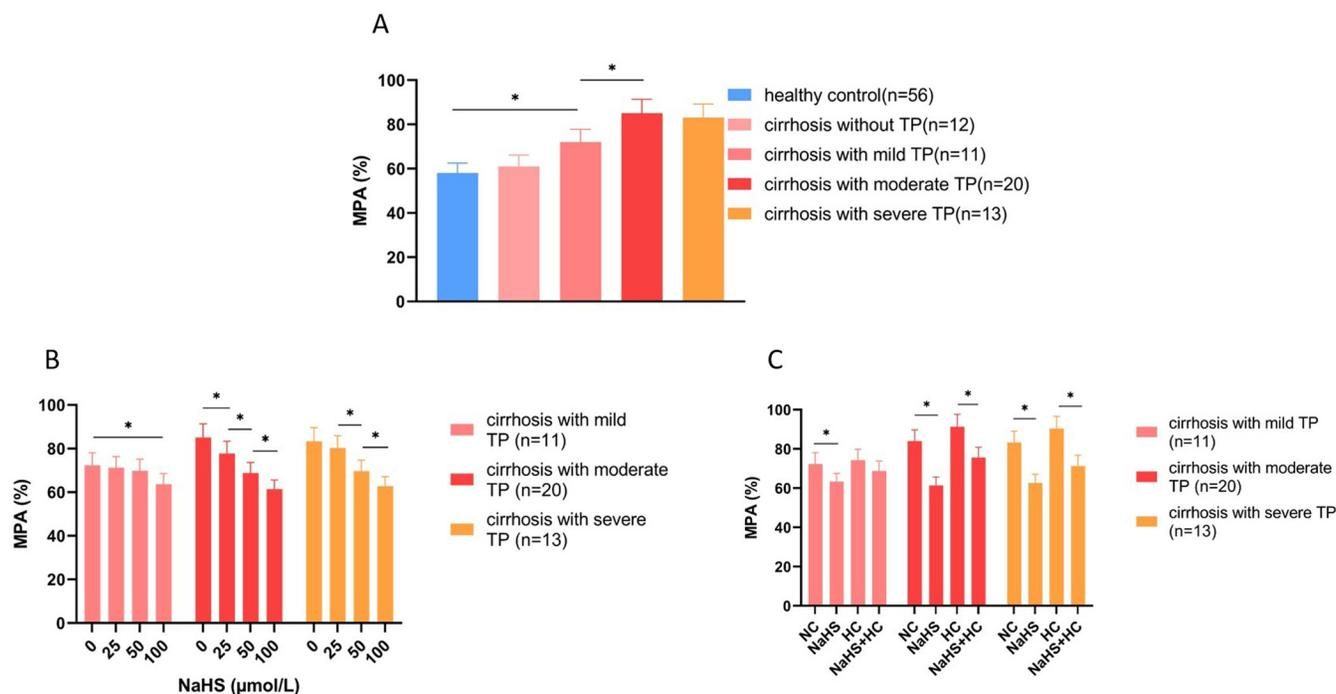 A
MPA (%)
100
80
60
40
20
0
*
*
healthy control(n=56)
cirrhosis without TP(n=12)
cirrhosis with mild TP(n=11)
cirrhosis with moderate TP(n=20)
cirrhosis with severe TP(n=13)
B
MPA (%)
100
80
60
40
20
0
*
*
*
*
*
*
0 25 50 100 0 25 50 100 0 25 50 100
NaHS (µmol/L)
cirrhosis with mild
TP (n=11)
cirrhosis with moderate
TP (n=20)
cirrhosis with severe
TP (n=13)
C
MPA (%)
100
80
60
40
20
0
*
*
*
*
*
NC NaHS HC NaHS+HC NC NaHS HC NaHS+HC NC NaHS HC NaHS+HC
cirrhosis with mild TP
(n=11)
cirrhosis with moderate
TP (n=20)
cirrhosis with severe TP
(n=13)